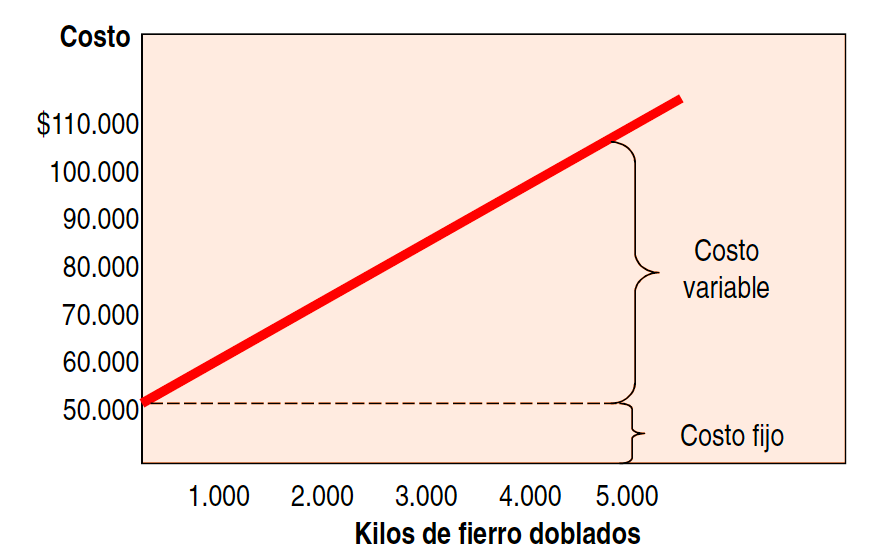 Costo
$110.000
100.000
90.000
80.000
70.000
60.000
50.000
Costo
variable
Costo fijo
1.000 2.000 3.000 4.000 5.000
Kilos de fierro doblados